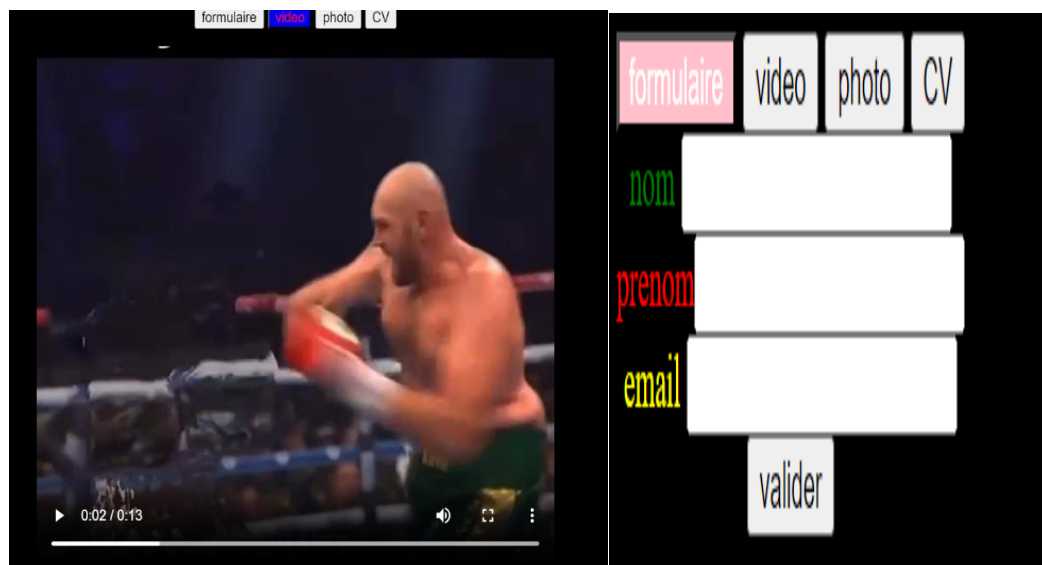 formulaire video photo CV
0:02 / 0:13
formulaire video photo CV
nom
prenom
email
valider